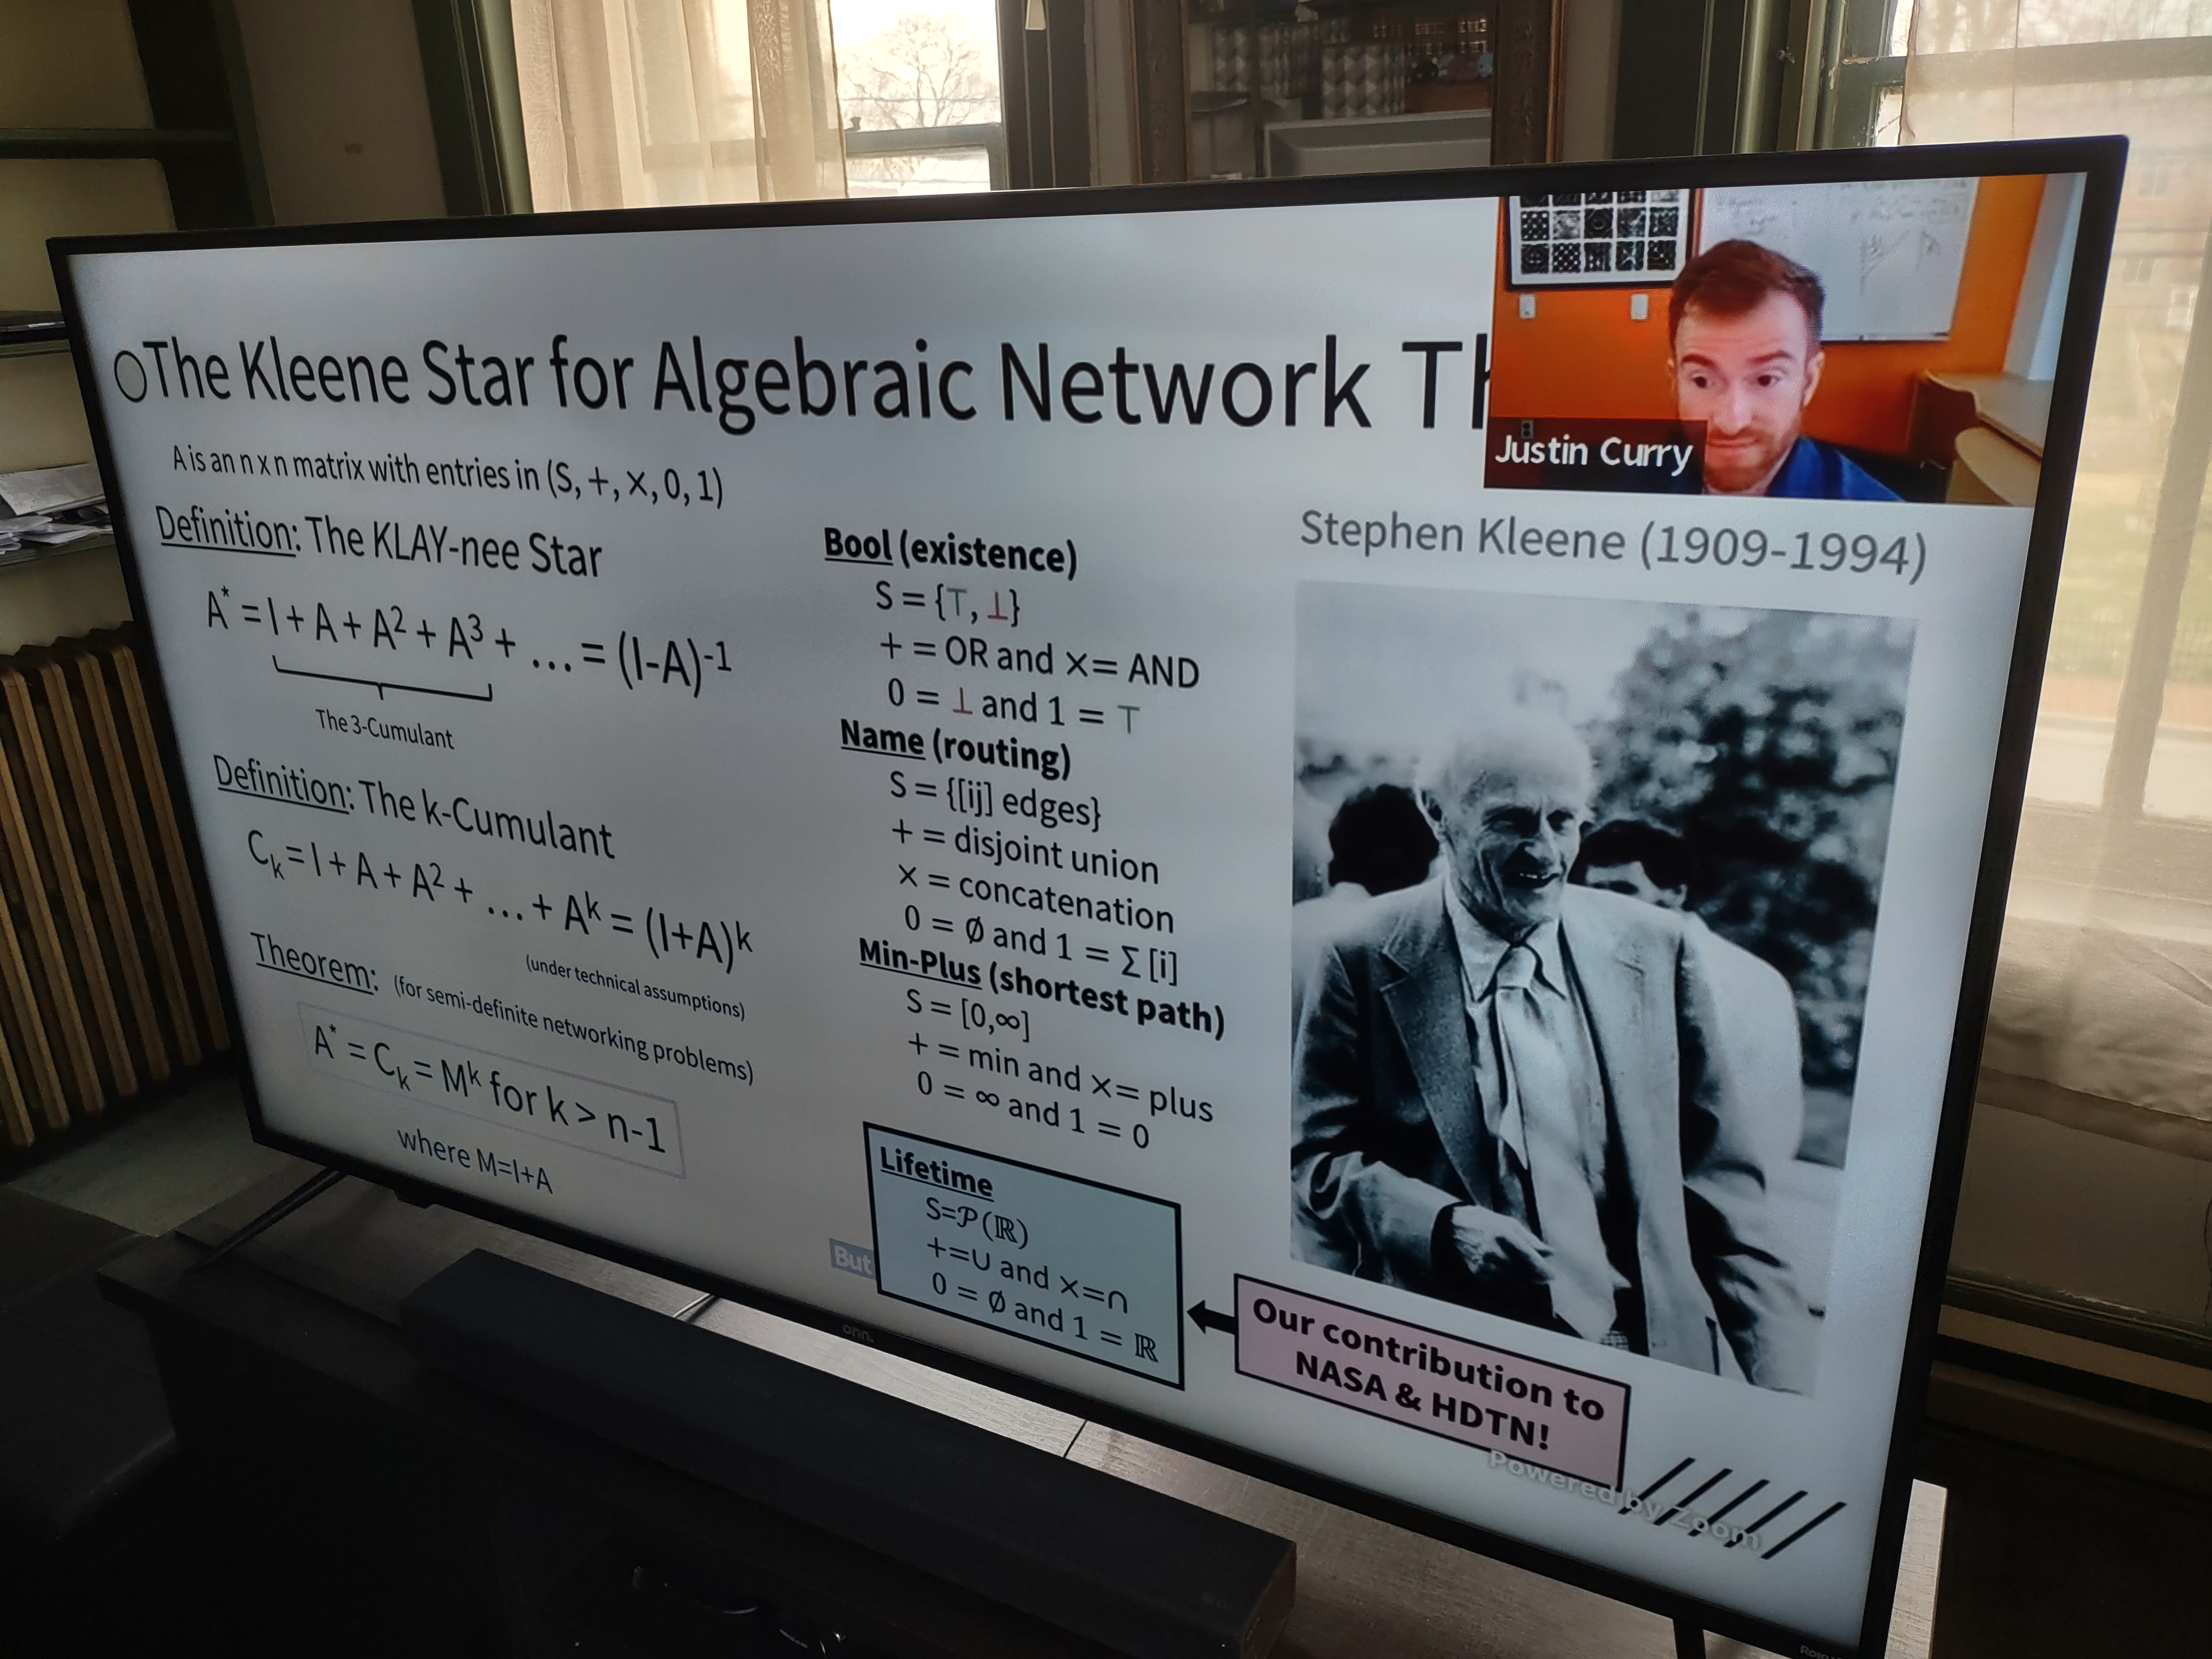 The Kleene Star for Algebraic Network Th
A is an n x n matrix with entries in (S, +, ×, 0, 1)
Definition: The KLAY-nee Star
A* = I + A + A² + A³ + ... = (I-A)⁻¹
The 3-Cumulant
Definition: The k-Cumulant
Cₖ = I + A + A² + ... + Aᵏ = (I+A)ᵏ
(under technical assumptions)
Theorem: (for semi-definite networking problems)
A* = Cₖ = Mᵏ for k > n-1
where M=I+A
Bool (existence)
S = {⊤, ⊥}
+ = OR and ×= AND
0 = ⊥ and 1 = ⊤
Name (routing)
S = {[ij] edges}
+ = disjoint union
× = concatenation
0 = ∅ and 1 = Σ [i]
Min-Plus (shortest path)
S = [0,∞]
+ = min and ×= plus
0 = ∞ and 1 = 0
But
Lifetime
S=𝒫(ℝ)
+=∪ and ×=∩
0 = ∅ and 1 = ℝ
Justin Curry
Stephen Kleene (1909-1994)
Our contribution to
NASA & HDTN!
Powered by Zoom
onn.